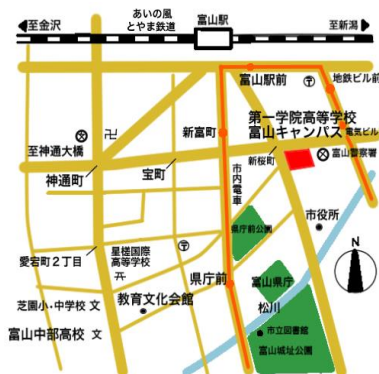 至金沢
あいの風
とやま鉄道
富山駅
至新潟
富山駅前
地鉄ビル前
新富町
第一学院高等学校
富山キャンパス
電気ビル
至神通大橋
神通町
宝町
市内電車
新桜町
富山警察署
県庁前公園
市役所
N
愛宕町2丁目
星槎国際
高等学校
県庁前
富山県庁
芝園小・中学校 文
教育文化会館
松川
富山中部高校 文
市立図書館
富山城址公園